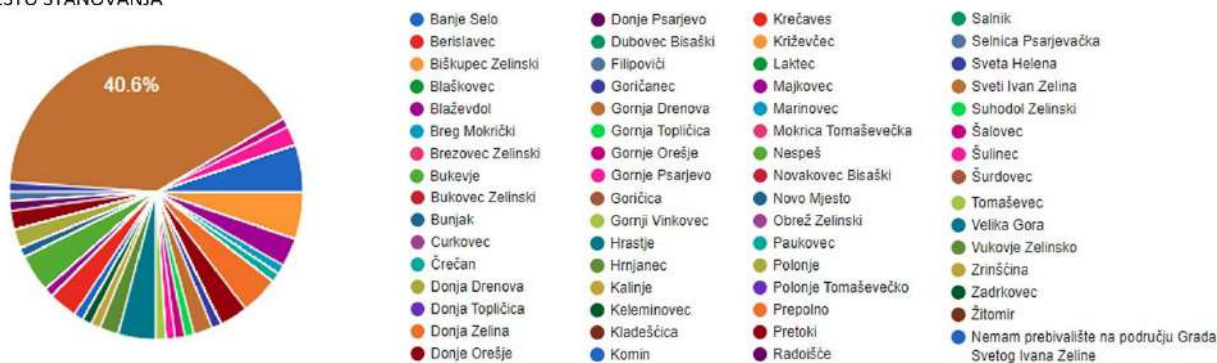 40.6%
Banje Selo
Berislavec
Biškupec Zelinski
Blaškovec
Blaževdol
Breg Mokrički
Brezovec Zelinski
Bukevje
Bukovec Zelinski
Bunjak
Curkovec
Črečan
Donja Drenova
Donja Topličica
Donja Zelina
Donje Orešje
Donje Psarjevo
Dubovec Bisaški
Filipovići
Goričanec
Gornja Drenova
Gornja Topličica
Gornje Orešje
Gornje Psarjevo
Goričica
Gornji Vinkovec
Hrastje
Hrnjanec
Kalinje
Keleminovec
Kladešćica
Komin
Krečaves
Križevčec
Laktec
Majkovec
Marinovec
Mokrica Tomaševečka
Nespeš
Novakovec Bisaški
Novo Mjesto
Obrež Zelinski
Paukovec
Polonje
Polonje Tomaševečko
Prepolno
Pretoki
Radoišće
Salnik
Selnica Psarjevačka
Sveta Helena
Sveti Ivan Zelina
Suhodol Zelinski
Šalovec
Šulinec
Šurdovec
Tomaševec
Velika Gora
Vukovje Zelinsko
Zrinšćina
Zadrkovec
Žitomir
Nemam prebivalište na području Grada
Svetog Ivana Zeline